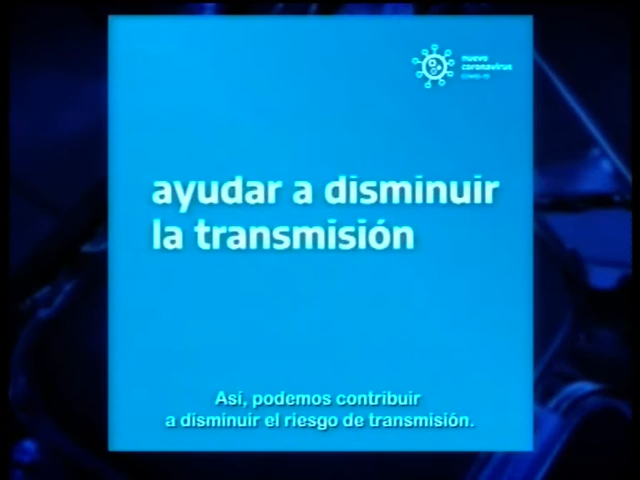 nuevo
coronavirus
COVID-19
ayudar a disminuir
la transmisión
Así, podemos contribuir
a disminuir el riesgo de transmisión.